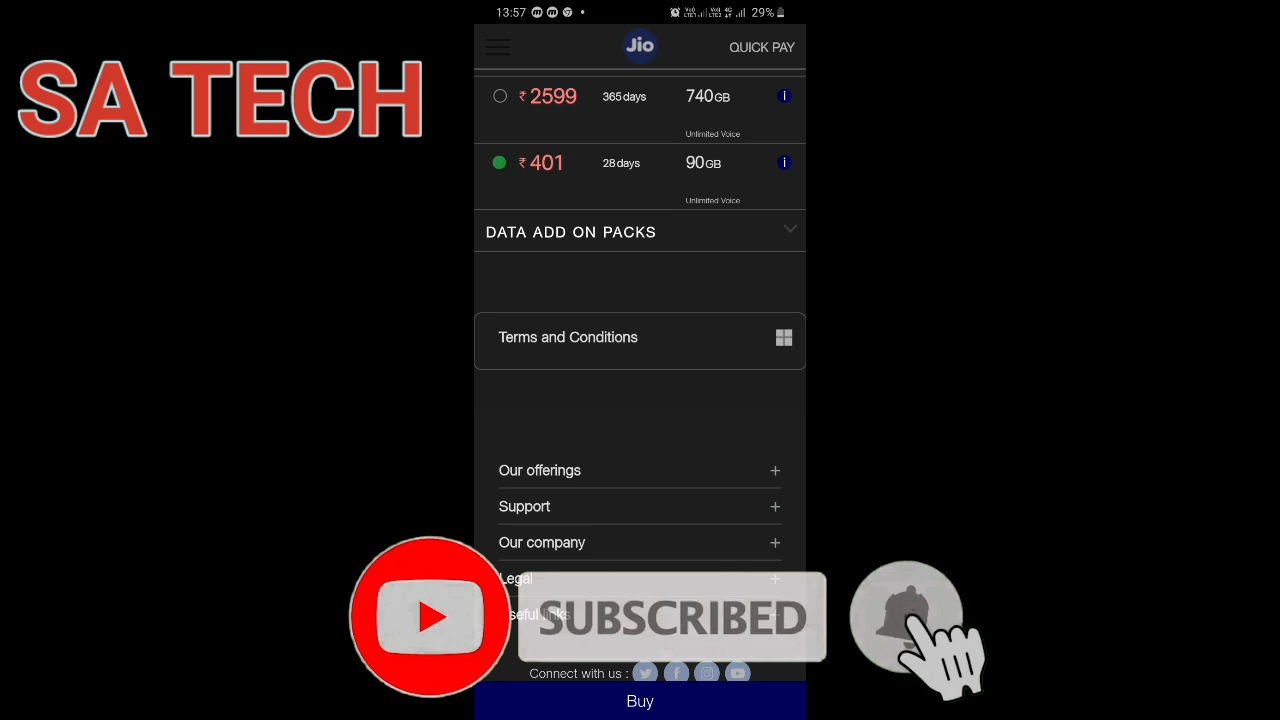 SA TECH
13:57
29%
Jio
QUICK PAY
₹ 2599 365 days 740GB i
Unlimited Voice
₹ 401 28 days 90GB i
Unlimited Voice
DATA ADD ON PACKS
Terms and Conditions
Our offerings +
Support +
Our company +
Legal +
seful links
SUBSCRIBED
Connect with us :
Buy